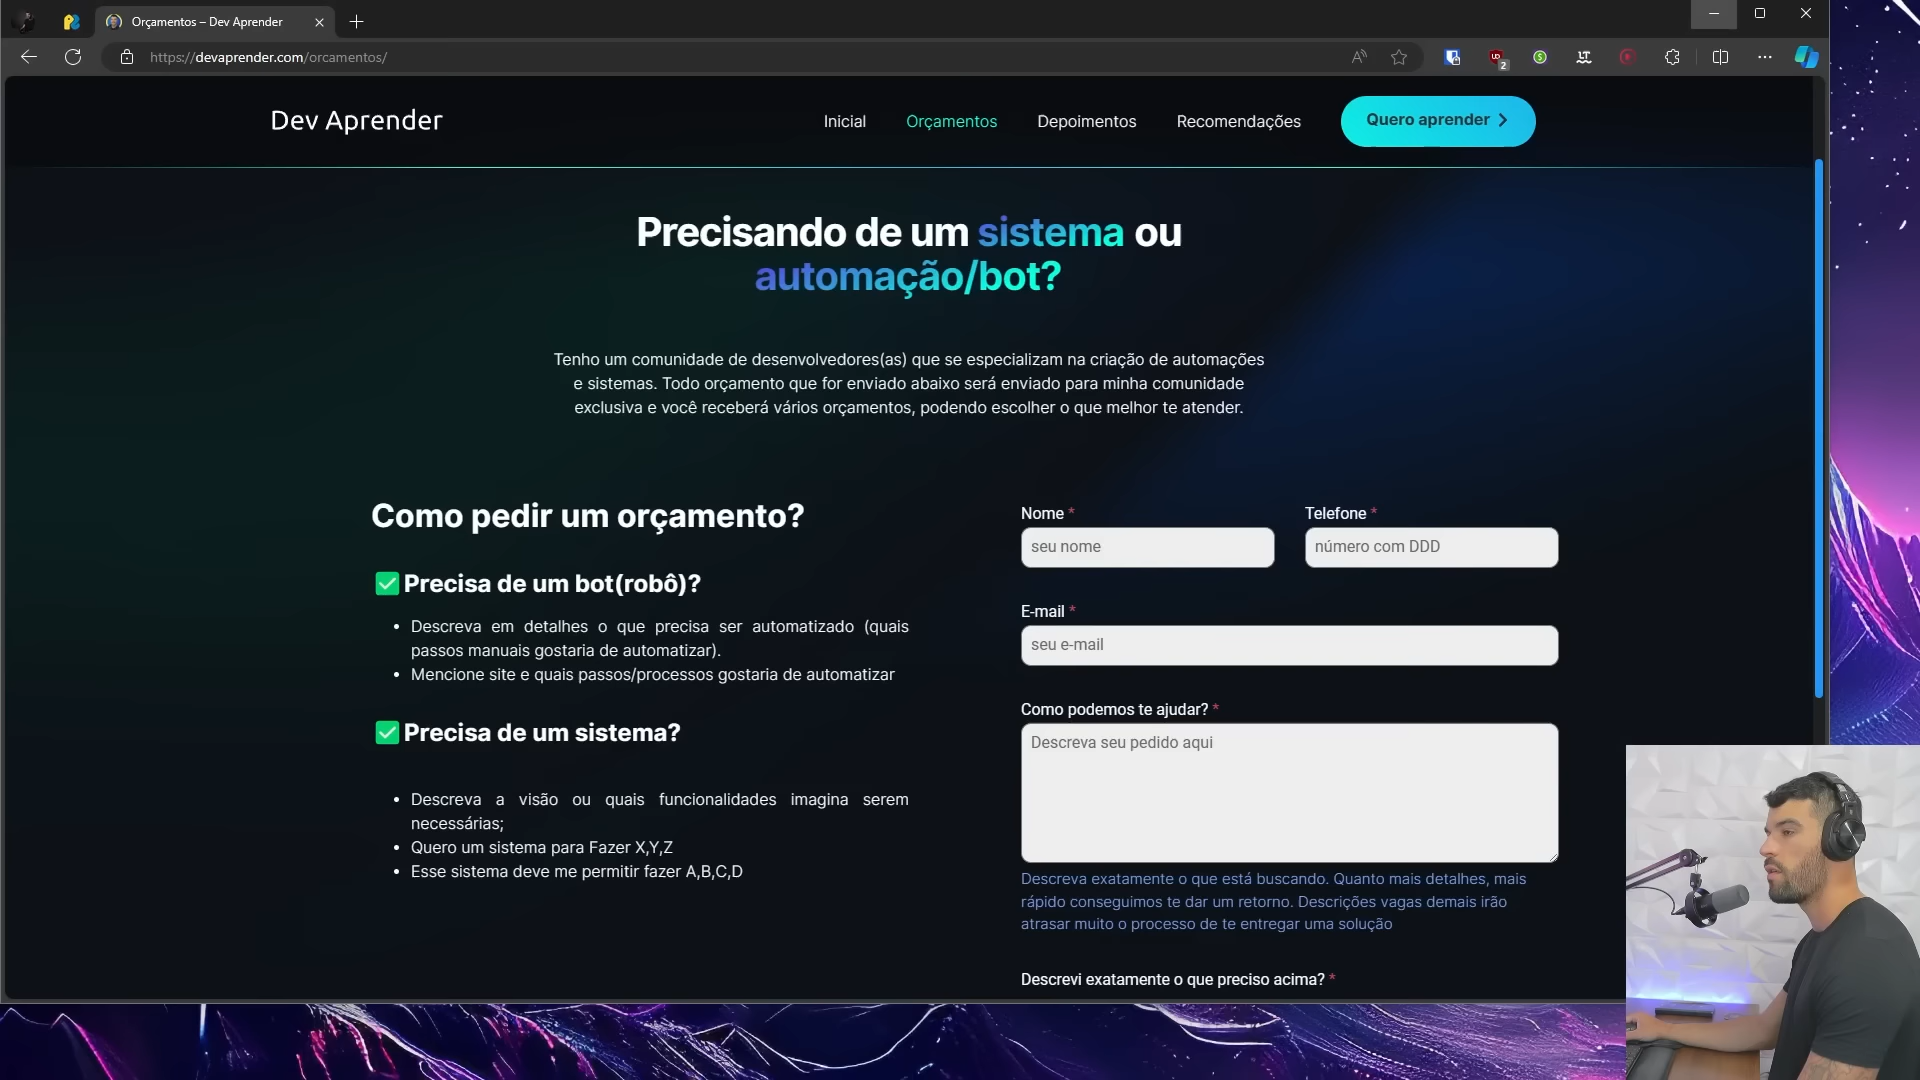 Orçamentos – Dev Aprender
https://devaprender.com/orcamentos/
2
Dev Aprender
Inicial
Orçamentos
Depoimentos
Recomendações
Quero aprender
Precisando de um sistema ou
automação/bot?
Tenho um comunidade de desenvolvedores(as) que se especializam na criação de automações
e sistemas. Todo orçamento que for enviado abaixo será enviado para minha comunidade
exclusiva e você receberá vários orçamentos, podendo escolher o que melhor te atender.
Como pedir um orçamento?
Precisa de um bot(robô)?
• Descreva em detalhes o que precisa ser automatizado (quais
passos manuais gostaria de automatizar).
• Mencione site e quais passos/processos gostaria de automatizar
Precisa de um sistema?
• Descreva a visão ou quais funcionalidades imagina serem
necessárias;
• Quero um sistema para Fazer X,Y,Z
• Esse sistema deve me permitir fazer A,B,C,D
Nome *
seu nome
Telefone *
número com DDD
E-mail *
seu e-mail
Como podemos te ajudar? *
Descreva seu pedido aqui
Descreva exatamente o que está buscando. Quanto mais detalhes, mais
rápido conseguimos te dar um retorno. Descrições vagas demais irão
atrasar muito o processo de te entregar uma solução
Descrevi exatamente o que preciso acima? *